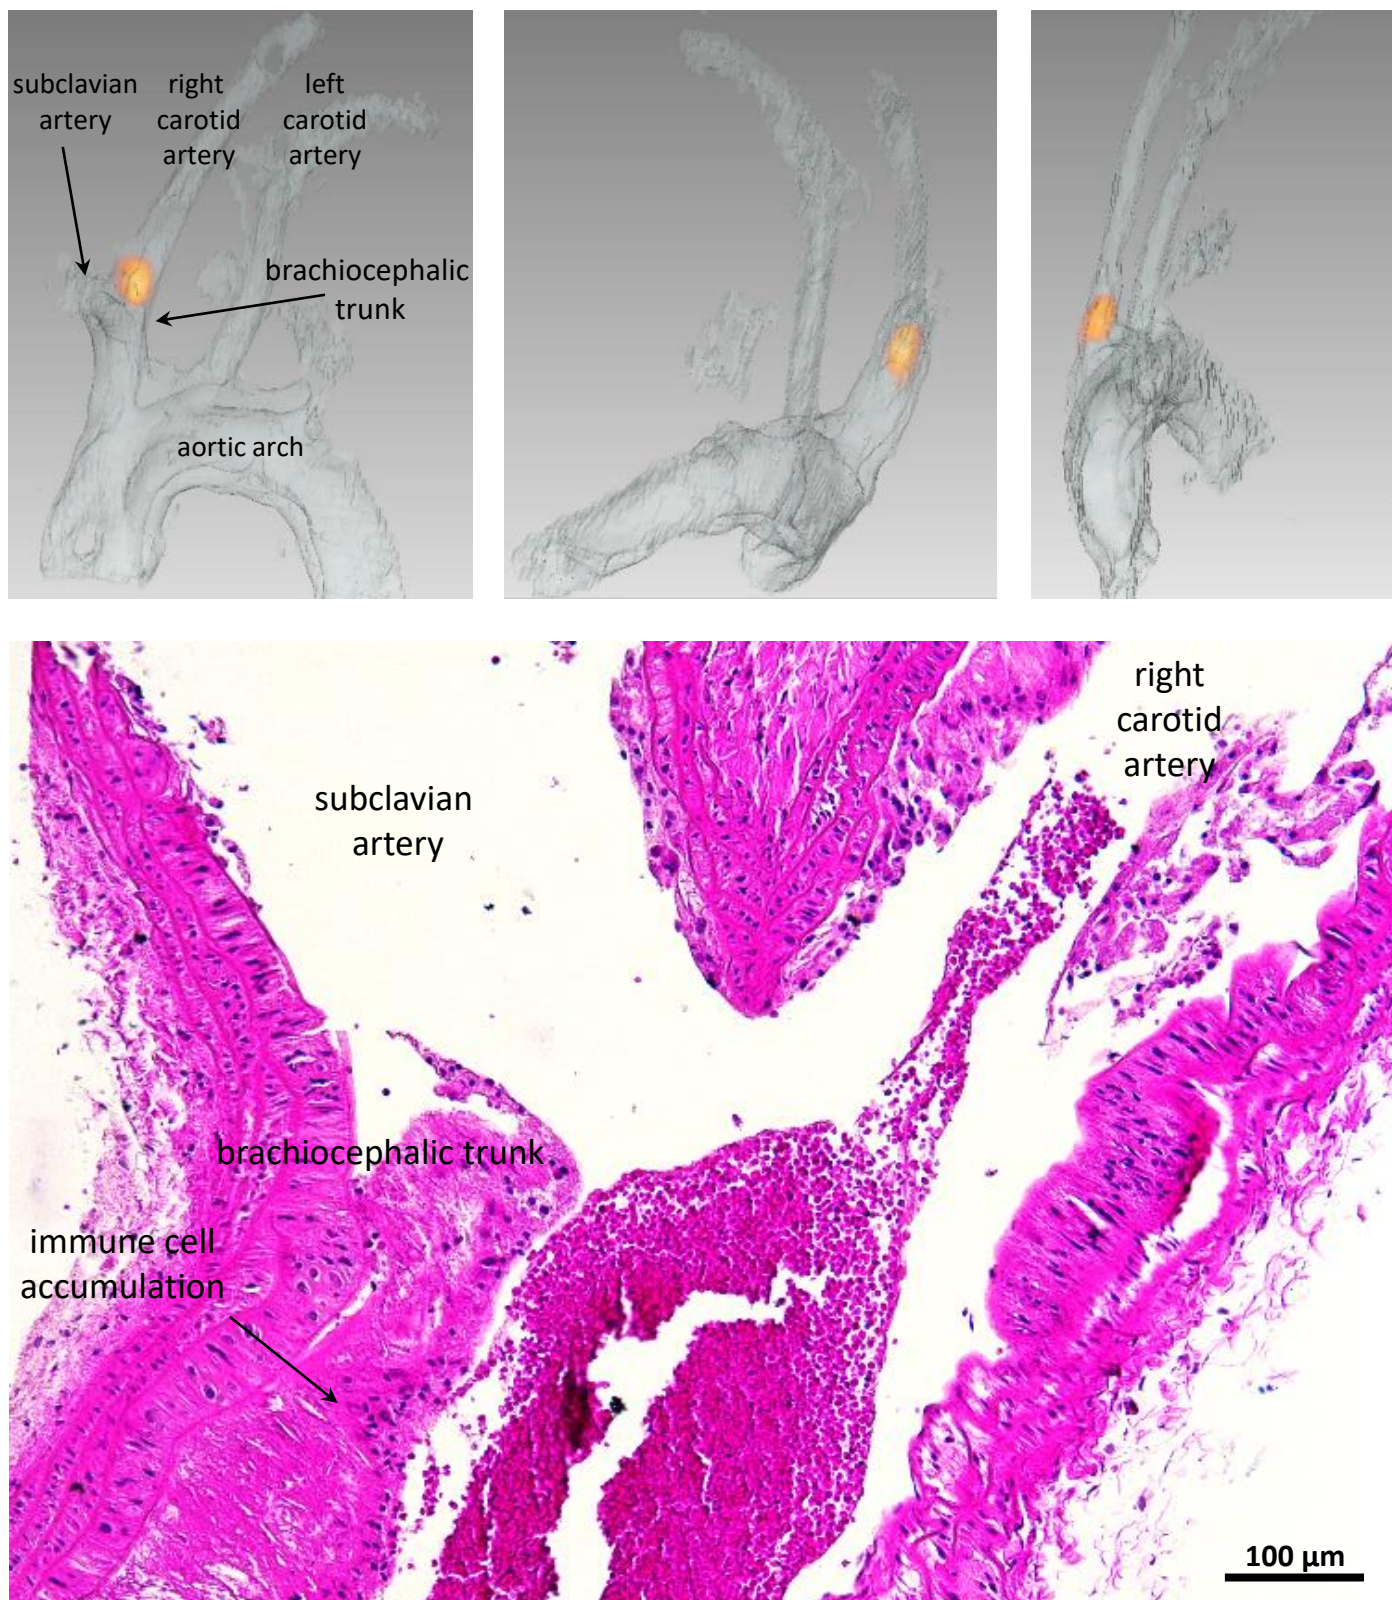 subclavian
artery
right
carotid
artery
left
carotid
artery
brachiocephalic
trunk
aortic arch
right
carotid
artery
subclavian
artery
brachiocephalic trunk
immune cell
accumulation
100 µm